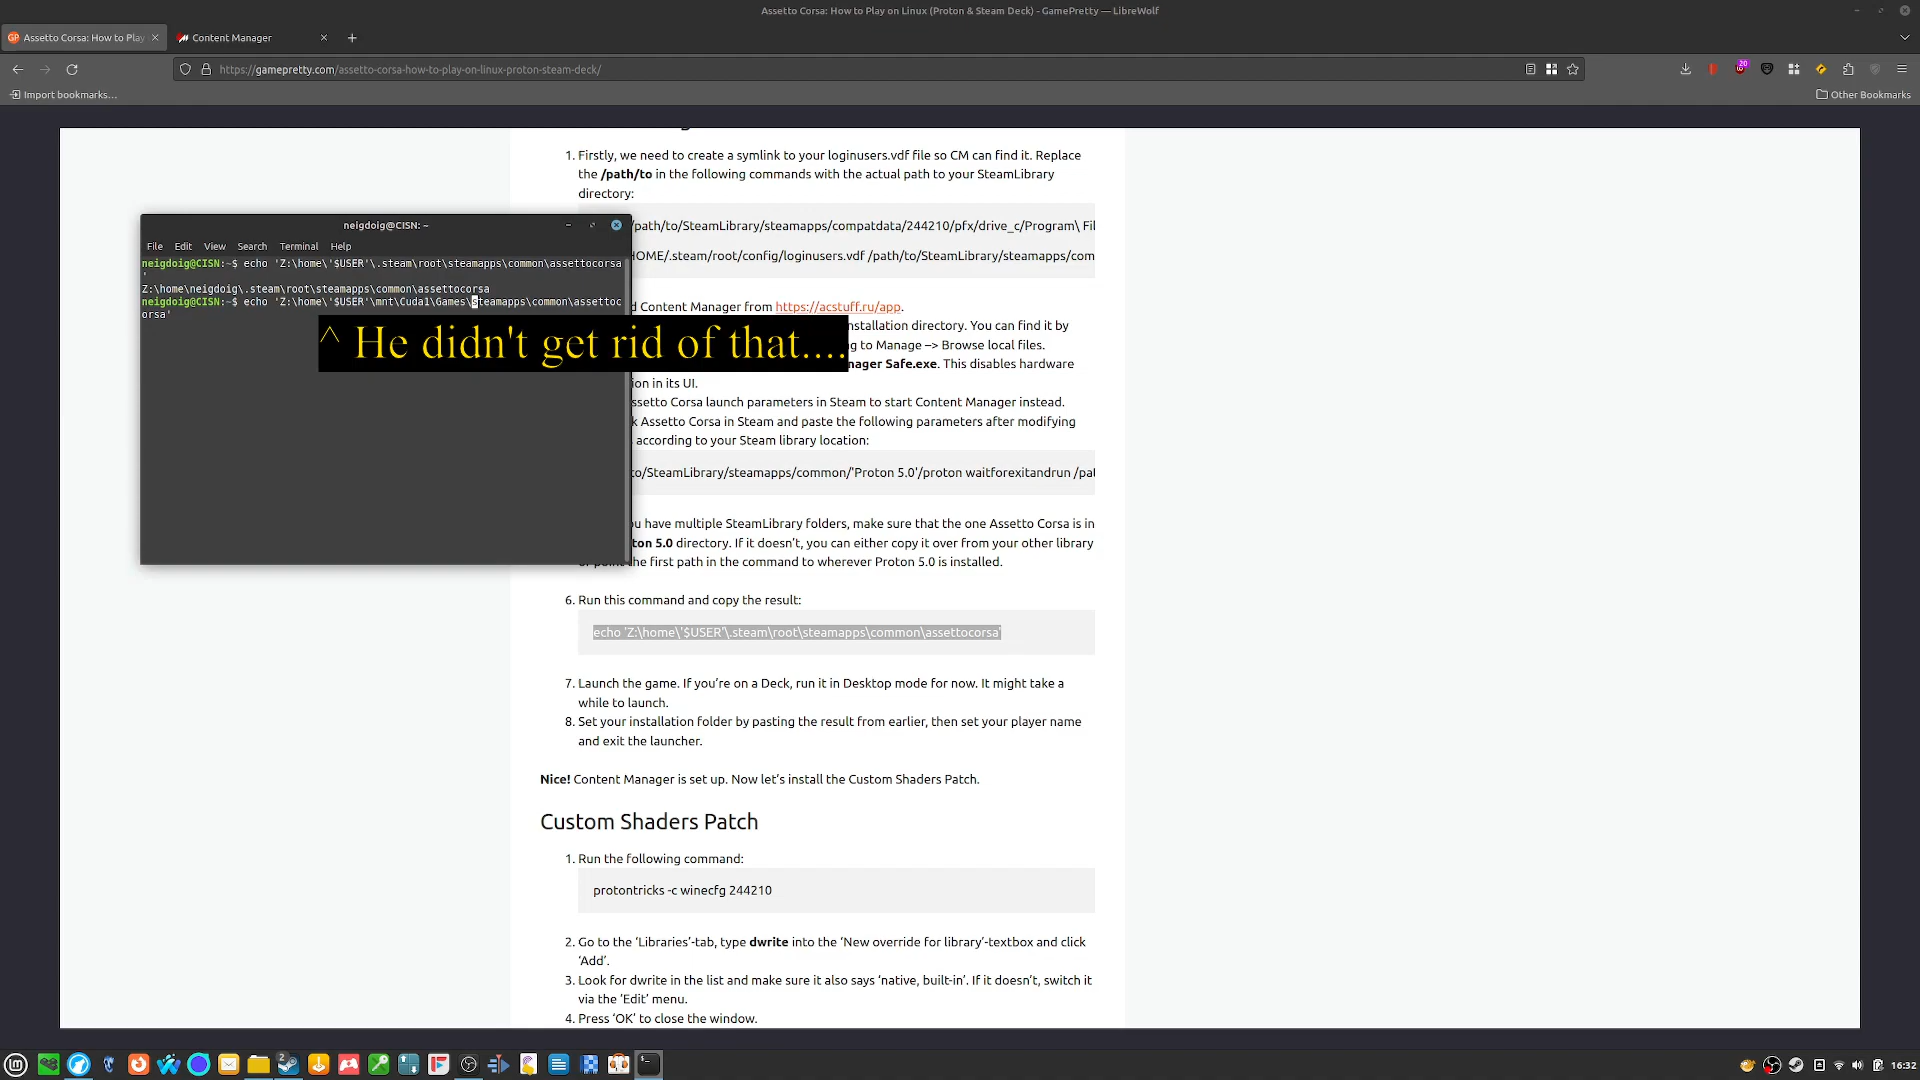 Assetto Corsa: How to Play on Linux (Proton & Steam Deck) - GamePretty — LibreWolf
Assetto Corsa: How to Play
Content Manager
https://gamepretty.com/assetto-corsa-how-to-play-on-linux-proton-steam-deck/
20
Import bookmarks...
Other Bookmarks
1. Firstly, we need to create a symlink to your loginusers.vdf file so CM can find it. Replace
the /path/to in the following commands with the actual path to your SteamLibrary
directory:
/path/to/SteamLibrary/steamapps/compatdata/244210/pfx/drive_c/Program\ Fil
HOME/.steam/root/config/loginusers.vdf /path/to/SteamLibrary/steamapps/com
neigdoig@CISN: ~
File Edit View Search Terminal Help
neigdoig@CISN:~$ echo 'Z:\home\'$USER'\.steam\root\steamapps\common\assettocorsa
'
Z:\home\neigdoig\.steam\root\steamapps\common\assettocorsa
neigdoig@CISN:~$ echo 'Z:\home\'$USER'\mnt\Cuda1\Games\steamapps\common\assettoc
orsa'
^ He didn't get rid of that....
d Content Manager from https://acstuff.ru/app.
nstallation directory. You can find it by
g to Manage –> Browse local files.
nager Safe.exe. This disables hardware
ion in its UI.
ssetto Corsa launch parameters in Steam to start Content Manager instead.
k Assetto Corsa in Steam and paste the following parameters after modifying
according to your Steam library location:
to/SteamLibrary/steamapps/common/'Proton 5.0'/proton waitforexitandrun /pat
u have multiple SteamLibrary folders, make sure that the one Assetto Corsa is in
ton 5.0 directory. If it doesn't, you can either copy it over from your other library
or point the first path in the command to wherever Proton 5.0 is installed.
6. Run this command and copy the result:
echo 'Z:\home\'$USER'\.steam\root\steamapps\common\assettocorsa'
7. Launch the game. If you're on a Deck, run it in Desktop mode for now. It might take a
while to launch.
8. Set your installation folder by pasting the result from earlier, then set your player name
and exit the launcher.
Nice! Content Manager is set up. Now let's install the Custom Shaders Patch.
Custom Shaders Patch
1. Run the following command:
protontricks -c winecfg 244210
2. Go to the 'Libraries'-tab, type dwrite into the 'New override for library'-textbox and click
'Add'.
3. Look for dwrite in the list and make sure it also says 'native, built-in'. If it doesn't, switch it
via the 'Edit' menu.
4. Press 'OK' to close the window.
2
16:32